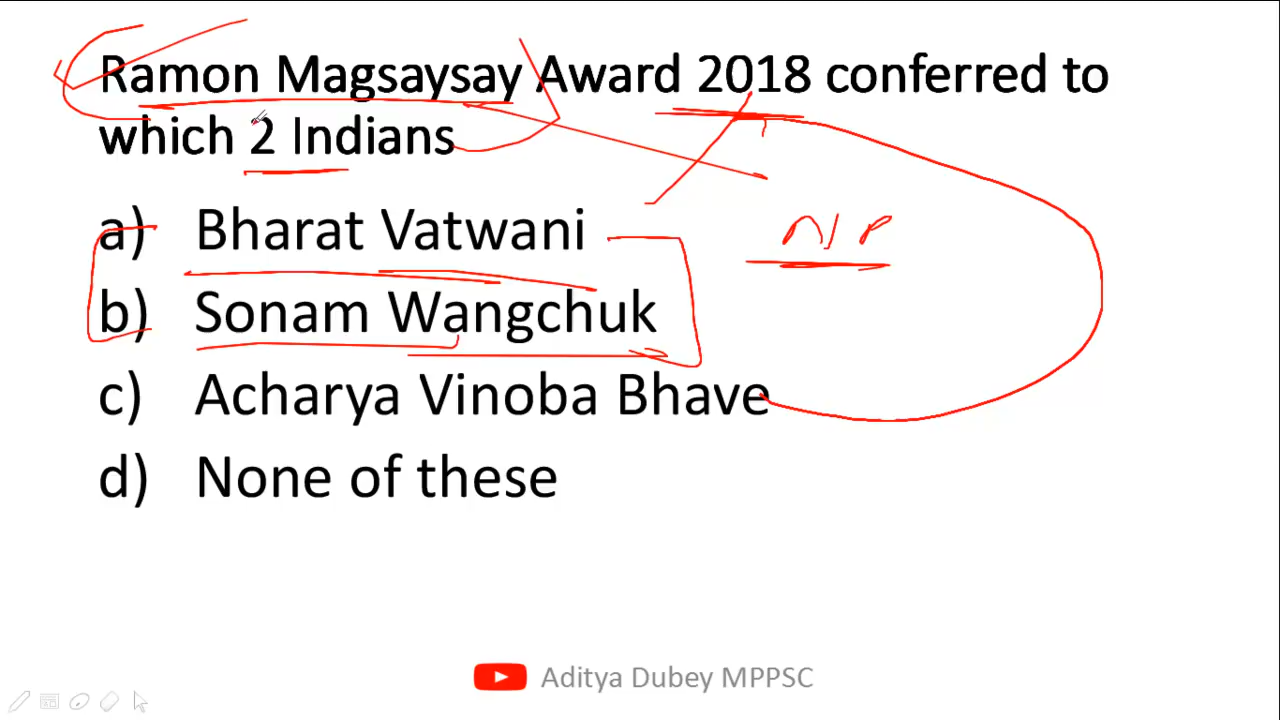 Ramon Magsaysay Award 2018 conferred to
which 2 Indians
a) Bharat Vatwani
N P
b) Sonam Wangchuk
c) Acharya Vinoba Bhave
d) None of these
Aditya Dubey MPPSC